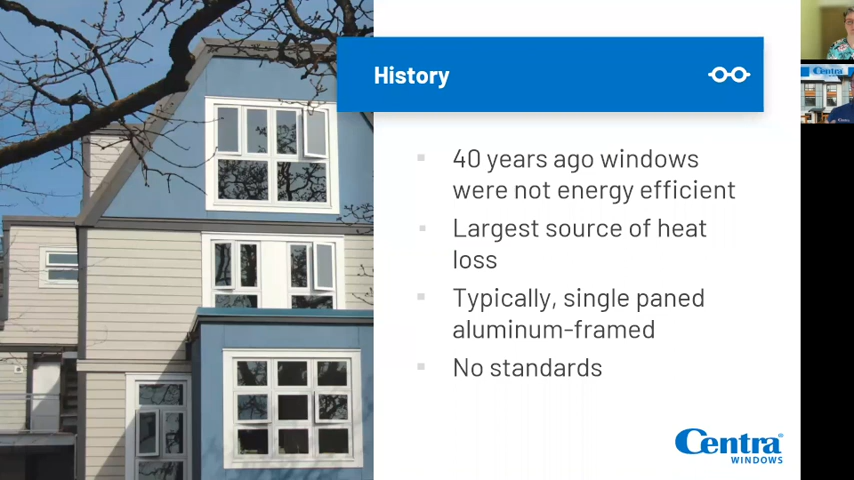 History
40 years ago windows
were not energy efficient
Largest source of heat
loss
Typically, single paned
aluminum-framed
No standards
Centra
WINDOWS
Centra